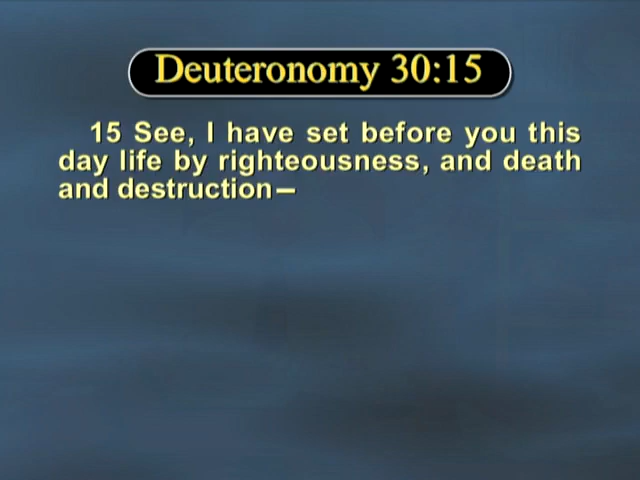 Deuteronomy 30:15
15 See, I have set before you this
day life by righteousness, and death
and destruction–